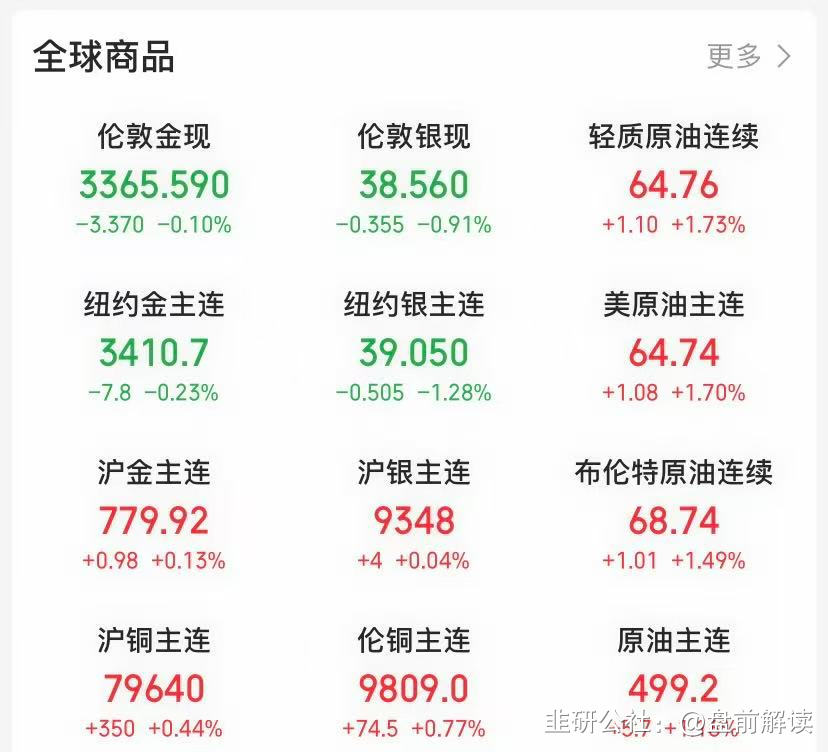 全球商品 更多
伦敦金现 伦敦银现 轻质原油连续
3365.590 38.560 64.76
-3.370 -0.10% -0.355 -0.91% +1.10 +1.73%
纽约金主连 纽约银主连 美原油主连
3410.7 39.050 64.74
-7.8 -0.23% -0.505 -1.28% +1.08 +1.70%
沪金主连 沪银主连 布伦特原油连续
779.92 9348 68.74
+0.98 +0.13% +4 +0.04% +1.01 +1.49%
沪铜主连 伦铜主连 原油主连
79640 9809.0 499.2
+350 +0.44% +74.5 +0.77%
韭研公社:@盘前解读